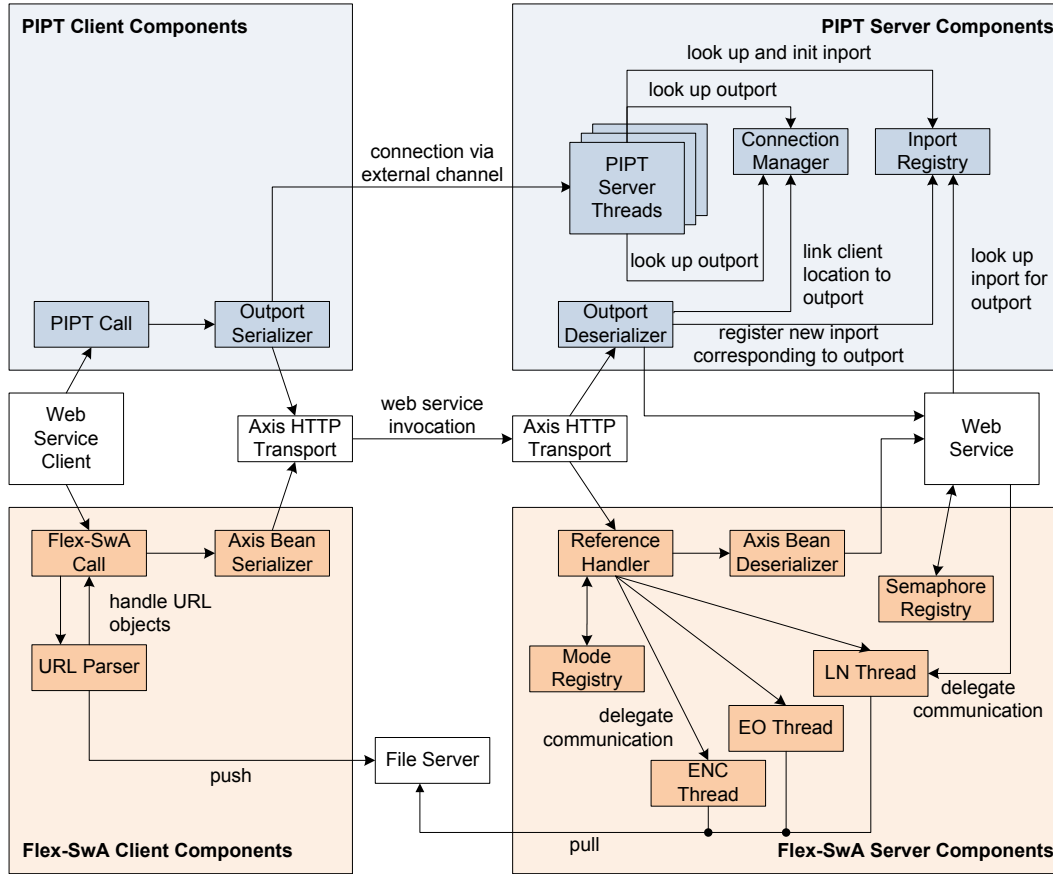 PIPT Client Components
PIPT Server Components
look up and init inport
look up outport
connection via
external channel
PIPT
Server
Threads
Connection
Manager
Inport
Registry
look up outport
link client
location to
outport
look up
inport for
outport
PIPT Call
Outport
Serializer
Outport
Deserializer
register new inport
corresponding to outport
Web
Service
Client
Axis HTTP
Transport
web service
invocation
Axis HTTP
Transport
Web
Service
Flex-SwA
Call
Axis Bean
Serializer
Reference
Handler
Axis Bean
Deserializer
Semaphore
Registry
handle URL
objects
URL Parser
Mode
Registry
LN Thread
delegate
communication
delegate
communication
EO Thread
push
File Server
ENC
Thread
pull
Flex-SwA Client Components
Flex-SwA Server Components